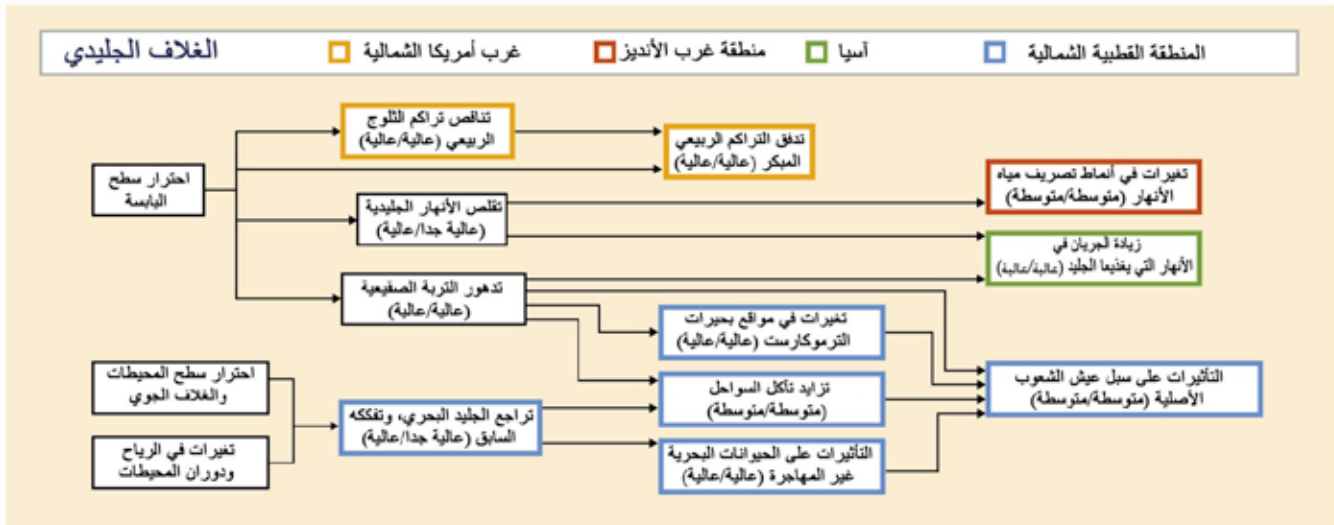 الغلاف الجليدي
غرب أمريكا الشمالية
منطقة غرب الأنديز
آسيا
المنطقة القطبية الشمالية
تناقص تراكم الثلوج
الربيعي (عالية/عالية)
تدفق التراكم الربيعي
المبكر (عالية/عالية)
احترار سطح
اليابسة
تغيرات في أنماط تصريف مياه
الأنهار (متوسطة/متوسطة)
تقلص الأنهار الجليدية
(عالية جدا/عالية)
زيادة الجريان في
الأنهار التي يغذيها الجليد (عالية/عالية)
تدهور التربة الصقيعية
(عالية/عالية)
تغيرات في مواقع بحيرات
الترموكارست (عالية/عالية)
احترار سطح المحيطات
والغلاف الجوي
تزايد تآكل السواحل
(متوسطة/متوسطة)
التأثيرات على سبل عيش الشعوب
الأصلية (متوسطة/متوسطة)
تراجع الجليد البحري، وتفككه
السابق (عالية جدا/عالية)
تغيرات في الرياح
ودوران المحيطات
التأثيرات على الحيوانات البحرية
غير المهاجرة (عالية/عالية)